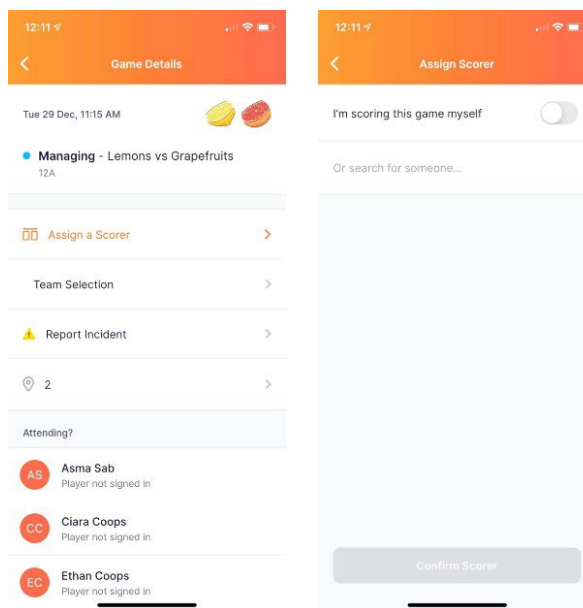 12:11
Game Details
Tue 29 Dec, 11:15 AM
Managing - Lemons vs Grapefruits
12A
Assign a Scorer
Team Selection
Report Incident
2
Attending?
AS
Asma Sab
Player not signed in
CC
Ciara Coops
Player not signed in
EC
Ethan Coops
Player not signed in
12:11
Assign Scorer
I'm scoring this game myself
Or search for someone...
Confirm Scorer